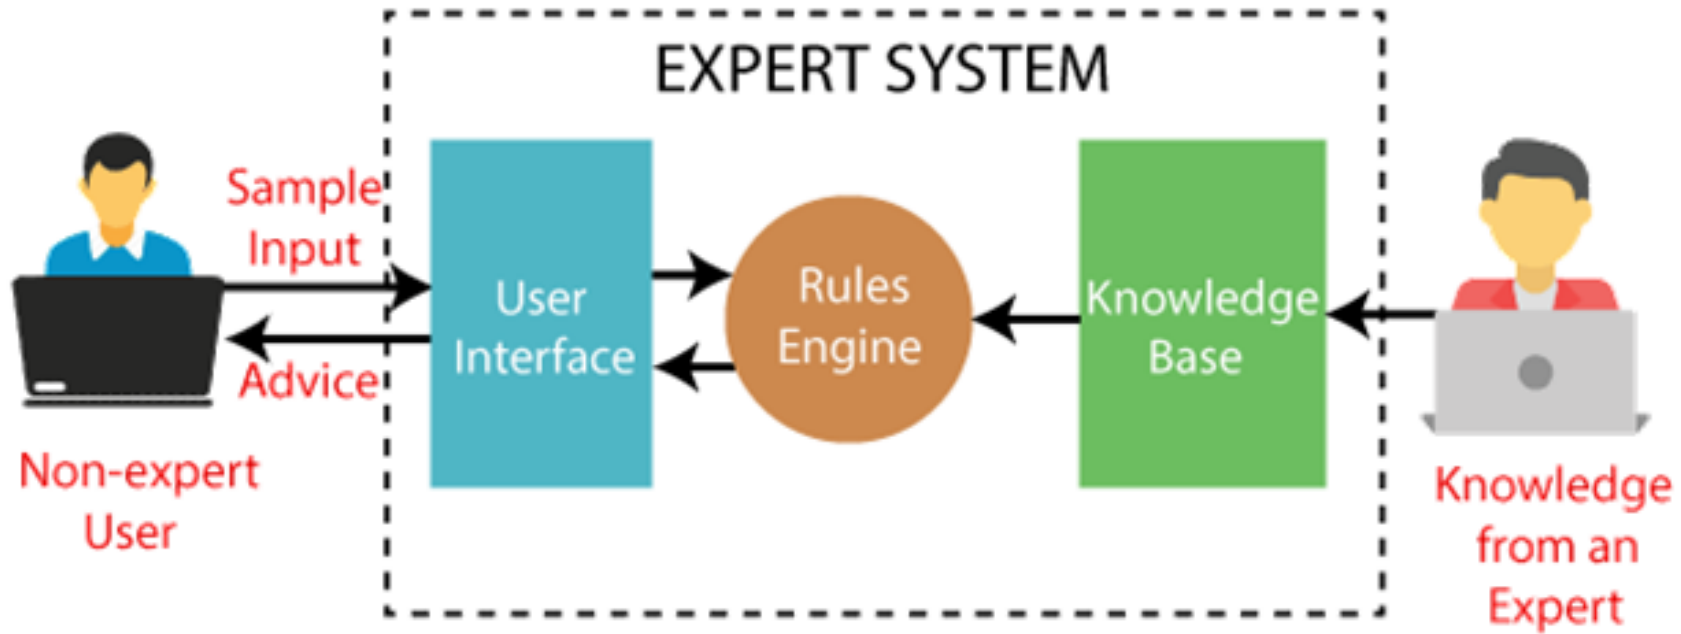 EXPERT SYSTEM
Sample
Input
Advice
Non-expert
User
User
Interface
Rules
Engine
Knowledge
Base
Knowledge
from an
Expert